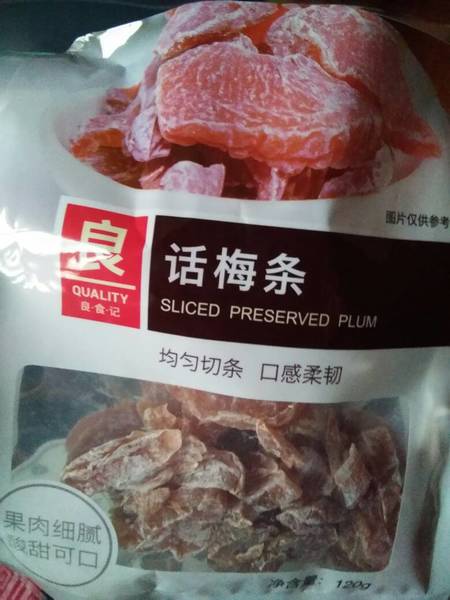 图片仅供参考
良
QUALITY
良·食·记
话梅条
SLICED PRESERVED PLUM
均匀切条 口感柔韧
果肉细腻
酸甜可口
净含量: 120g